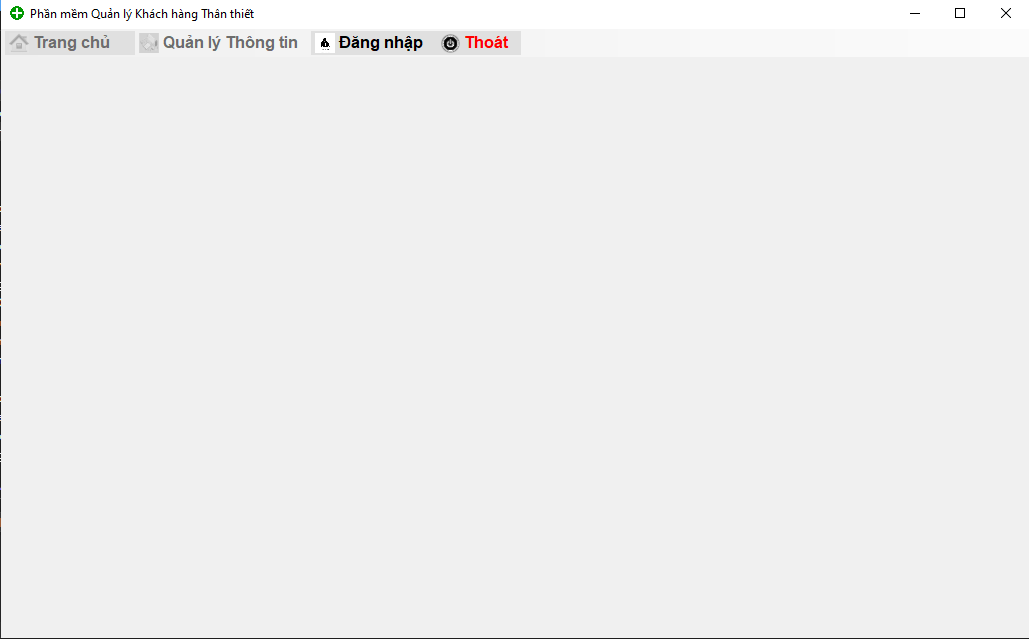 Phần mềm Quản lý Khách hàng Thân thiết
Trang chủ Quản lý Thông tin Đăng nhập Thoát